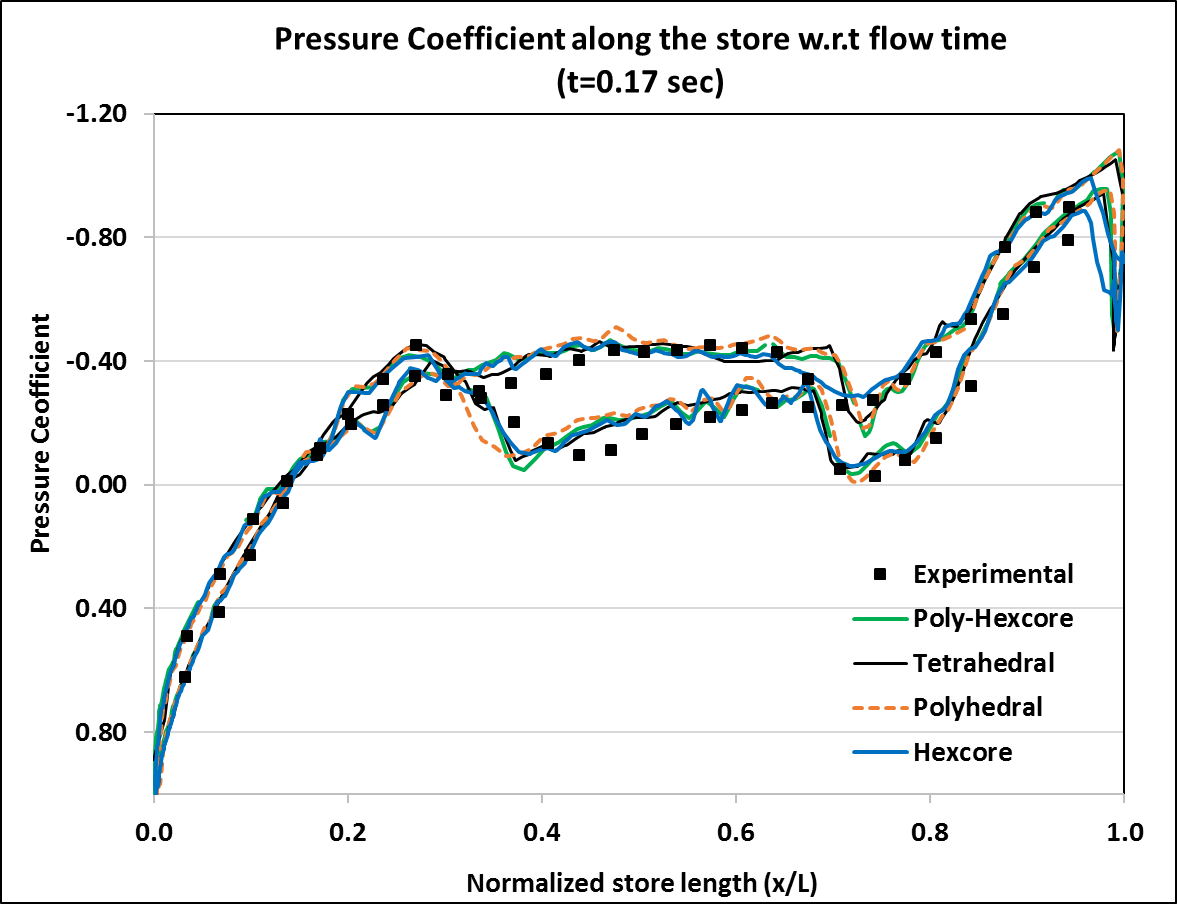 Pressure Coefficient along the store w.r.t flow time
(t=0.17 sec)
-1.20
-0.80
-0.40
0.00
0.40
0.80
Pressure Ceofficient
Experimental
Poly-Hexcore
Tetrahedral
Polyhedral
Hexcore
0.0 0.2 0.4 0.6 0.8 1.0
Normalized store length (x/L)